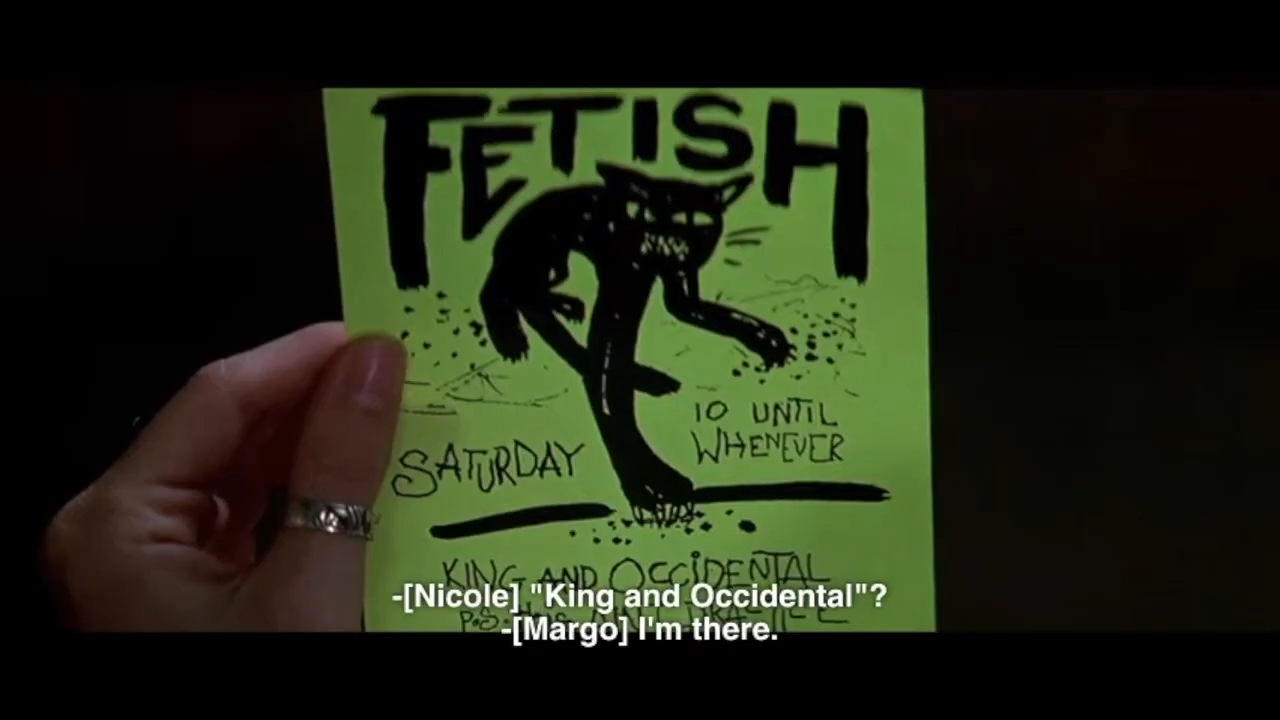 FETISH
10 UNTIL
WHENEVER
SATURDAY
KING AND OCCIDENTAL
-[Nicole] "King and Occidental"?
P.S.
-[Margo] I'm there.